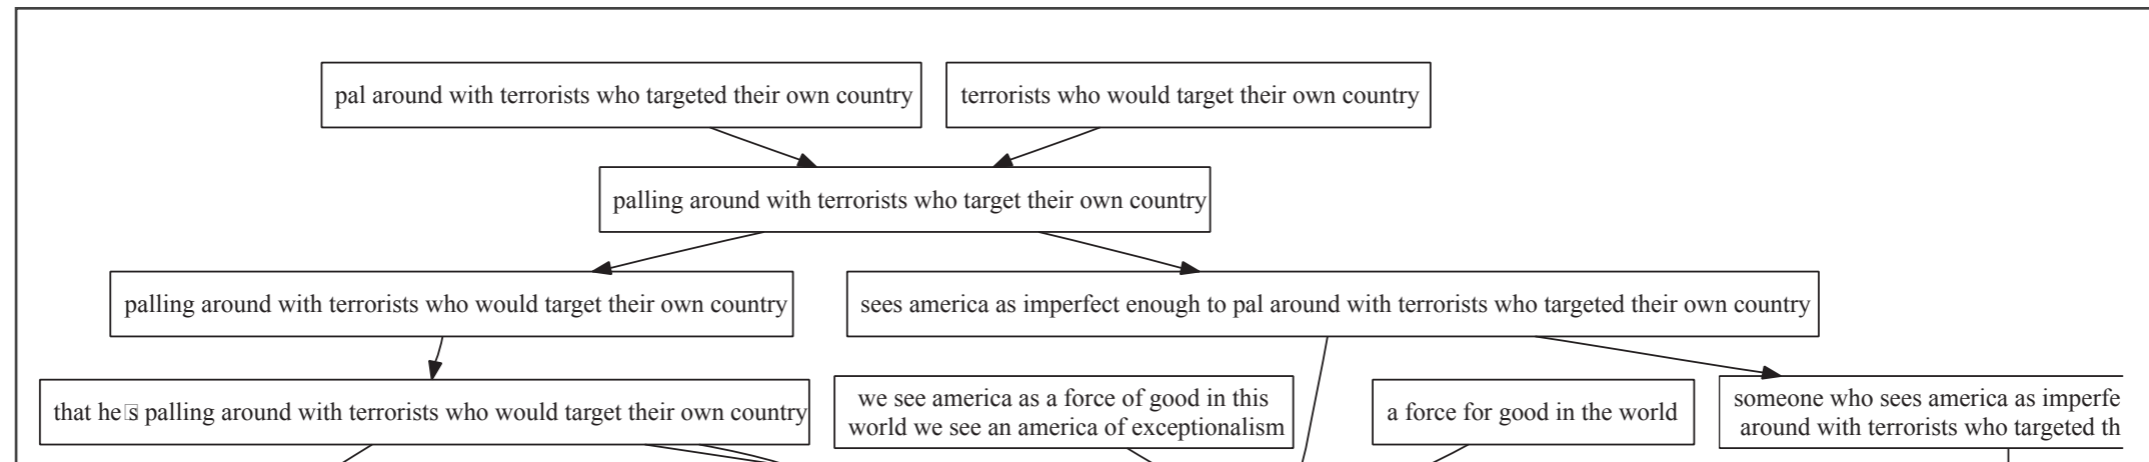 pal around with terrorists who targeted their own country
terrorists who would target their own country
palling around with terrorists who target their own country
palling around with terrorists who would target their own country
sees america as imperfect enough to pal around with terrorists who targeted their own country
that he s palling around with terrorists who would target their own country
we see america as a force of good in this
world we see an america of exceptionalism
a force for good in the world
someone who sees america as imperfe
around with terrorists who targeted th